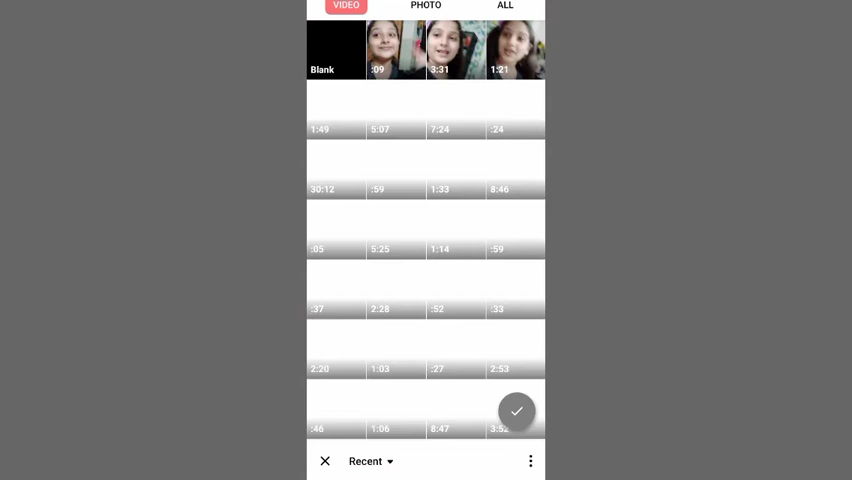 VIDEO PHOTO ALL
Blank :09 3:31 1:21
1:49 5:07 7:24 :24
30:12 :59 1:33 8:46
:05 5:25 1:14 :59
:37 2:28 :52 :33
2:20 1:03 :27 2:53
:46 1:06 8:47 3:52
Recent